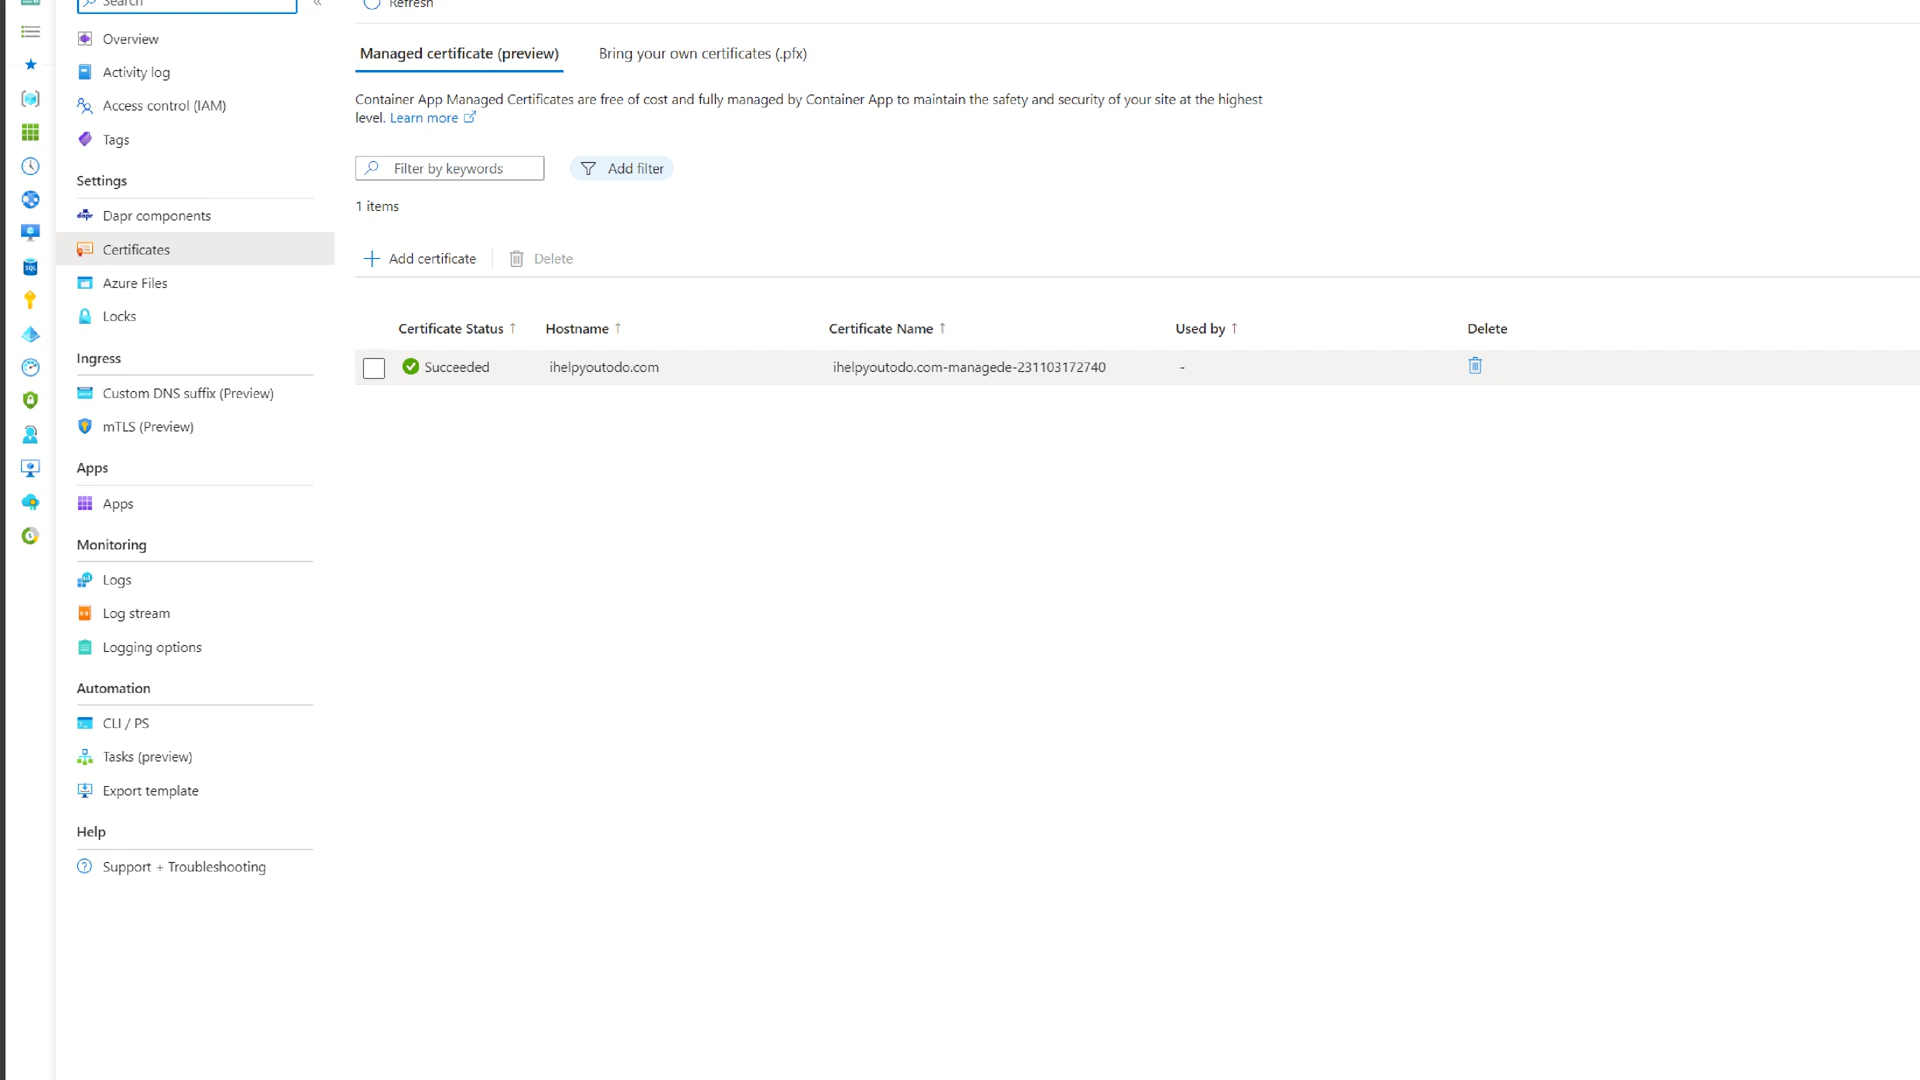 Search
«
Refresh
Overview
Activity log
Access control (IAM)
Tags
Settings
Dapr components
Certificates
Azure Files
Locks
Ingress
Custom DNS suffix (Preview)
mTLS (Preview)
Apps
Apps
Monitoring
Logs
Log stream
Logging options
Automation
CLI / PS
Tasks (preview)
Export template
Help
Support + Troubleshooting
Managed certificate (preview) Bring your own certificates (.pfx)
Container App Managed Certificates are free of cost and fully managed by Container App to maintain the safety and security of your site at the highest
level. Learn more
Filter by keywords Add filter
1 items
Add certificate Delete
Certificate Status ↑ Hostname ↑ Certificate Name ↑ Used by ↑ Delete
Succeeded ihelpyoutodo.com ihelpyoutodo.com-managede-231103172740 -